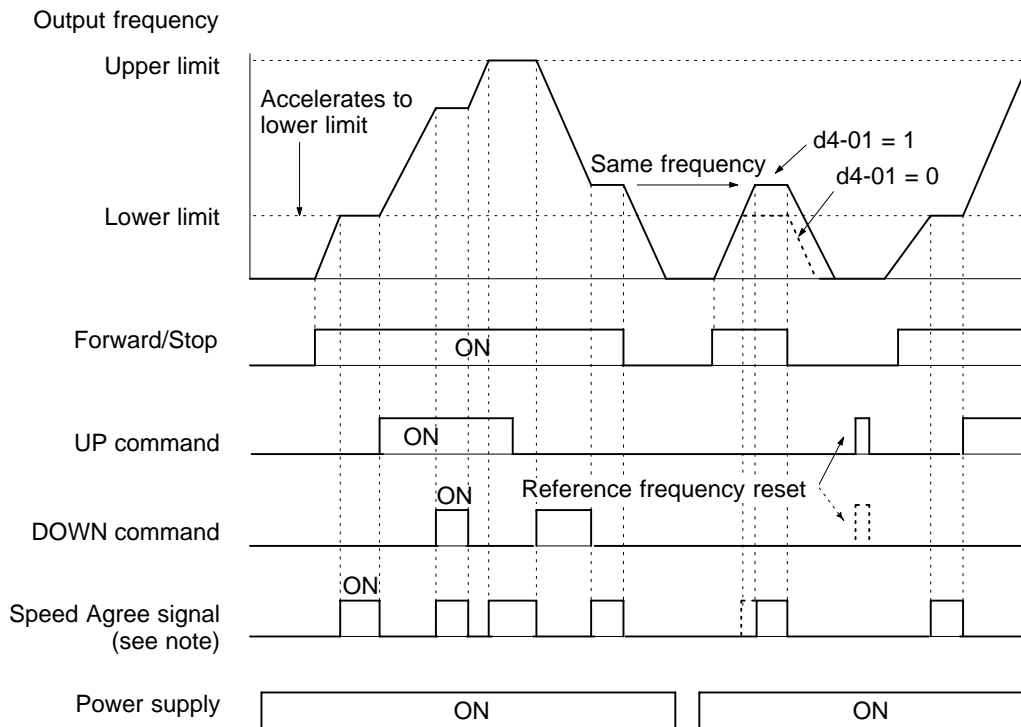 Output frequency
Upper limit
Accelerates to
lower limit
d4-01 = 1
Same frequency
d4-01 = 0
Lower limit
Forward/Stop
ON
UP command
ON
Reference frequency reset
ON
DOWN command
ON
Speed Agree signal
(see note)
Power supply
ON
ON